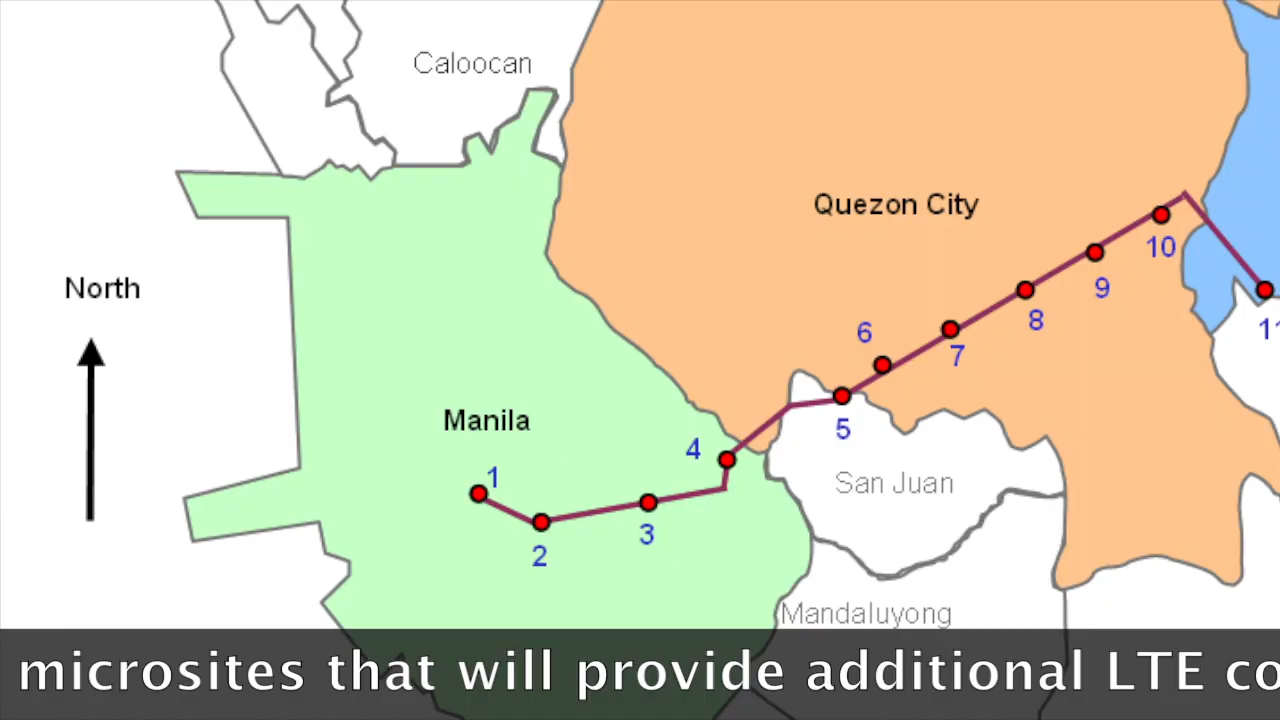 Caloocan
Quezon City
10
North
9
8
11
6
7
Manila
5
4
1
San Juan
3
2
Mandaluyong
microsites that will provide additional LTE co